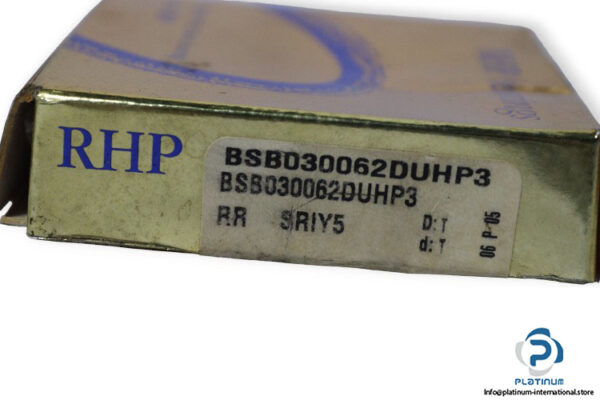 RHP
BSB030062DUHP3
BSB030062DUHP3
RR SRIY5
D:T
d:T
06 P 05
PLATINUM
Info@platinum-international.store